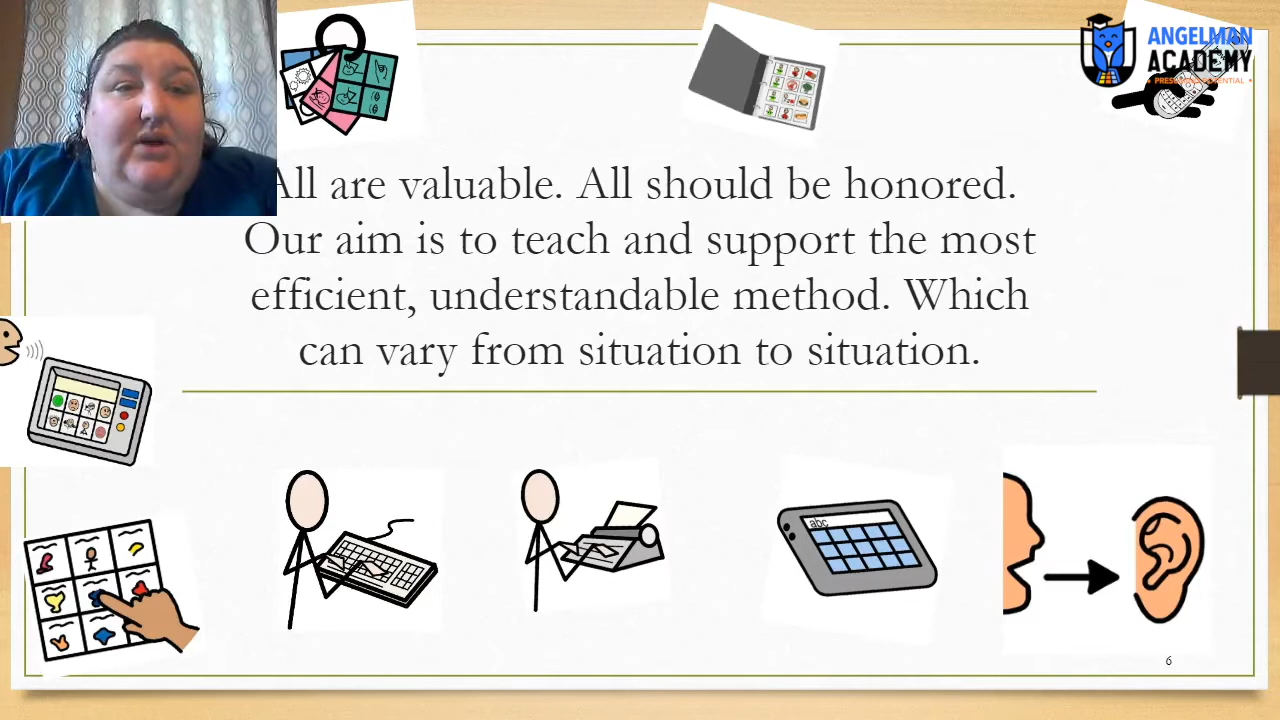 ANGELMAN
ACADEMY
All are valuable. All should be honored.
Our aim is to teach and support the most
efficient, understandable method. Which
can vary from situation to situation.
abc
6